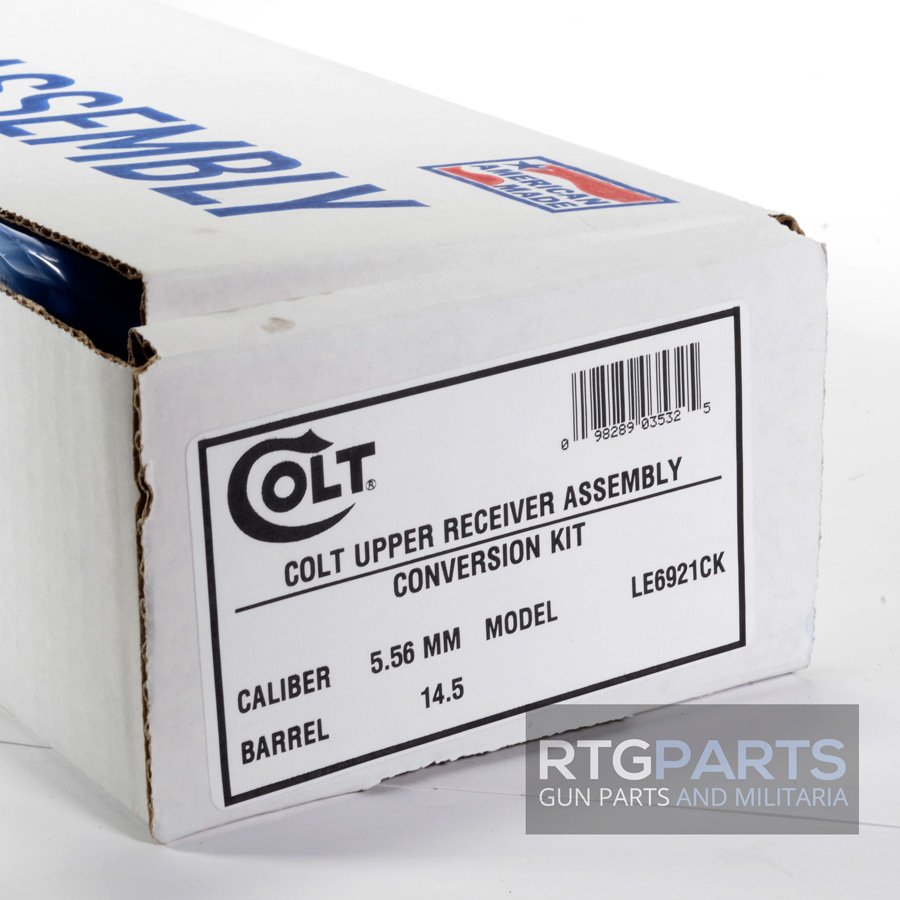 ASSEMBLY
AMERICAN
MADE
0 98289 03532 5
COLT®
COLT UPPER RECEIVER ASSEMBLY
CONVERSION KIT
CALIBER 5.56 MM MODEL LE6921CK
BARREL 14.5
RTGPARTS
GUN PARTS AND MILITARIA